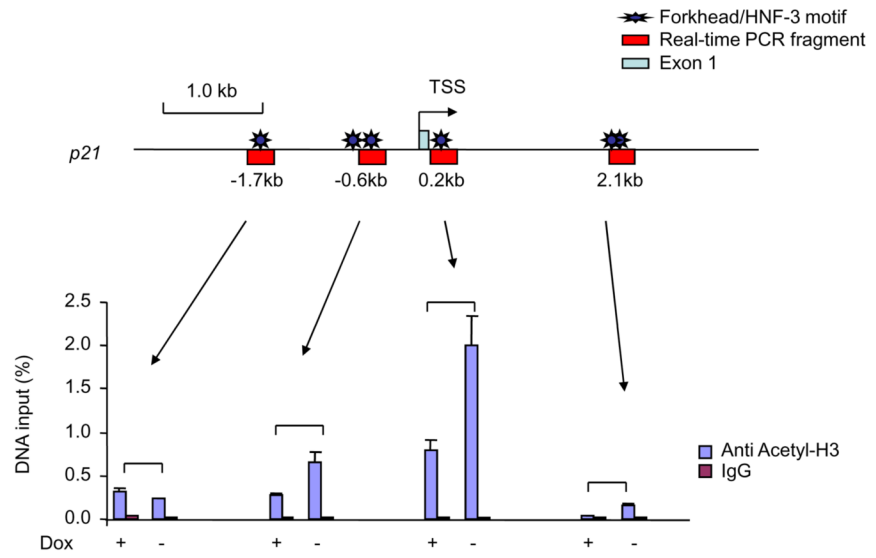 Forkhead/HNF-3 motif
Real-time PCR fragment
Exon 1
1.0 kb
TSS
p21
-1.7kb -0.6kb 0.2kb 2.1kb
2.5
2.0
1.5
1.0
0.5
0.0
DNA input (%)
Anti Acetyl-H3
IgG
Dox + - + - + - + -